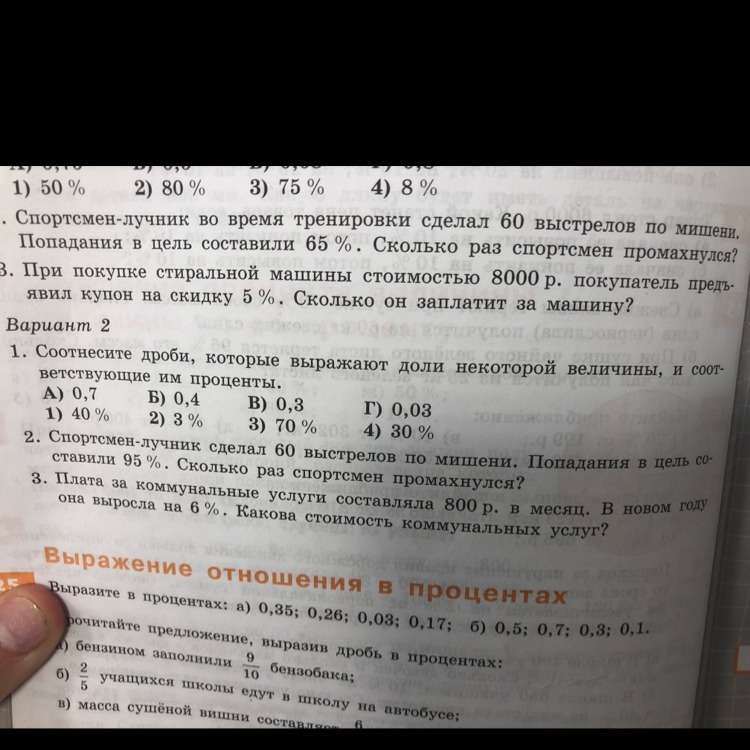 1) 50 % 2) 80 % 3) 75 % 4) 8 %
. Спортсмен-лучник во время тренировки сделал 60 выстрелов по мишени.
Попадания в цель составили 65 %. Сколько раз спортсмен промахнулся?
3. При покупке стиральной машины стоимостью 8000 р. покупатель предъ-
явил купон на скидку 5 %. Сколько он заплатит за машину?
Вариант 2
1. Соотнесите дроби, которые выражают доли некоторой величины, и соот-
ветствующие им проценты.
А) 0,7 Б) 0,4 В) 0,3 Г) 0,03
1) 40 % 2) 3 % 3) 70 % 4) 30 %
2. Спортсмен-лучник сделал 60 выстрелов по мишени. Попадания в цель со-
ставили 95 %. Сколько раз спортсмен промахнулся?
3. Плата за коммунальные услуги составляла 800 р. в месяц. В новом году
она выросла на 6 %. Какова стоимость коммунальных услуг?
Выражение отношения в процентах
Выразите в процентах: а) 0,35; 0,26; 0,03; 0,17; б) 0,5; 0,7; 0,3; 0,1.
рочитайте предложение, выразив дробь в процентах:
) бензином заполнили 9/10 бензобака;
б) 2/5 учащихся школы едут в школу на автобусе;
в) масса сушёной вишни составляет 6